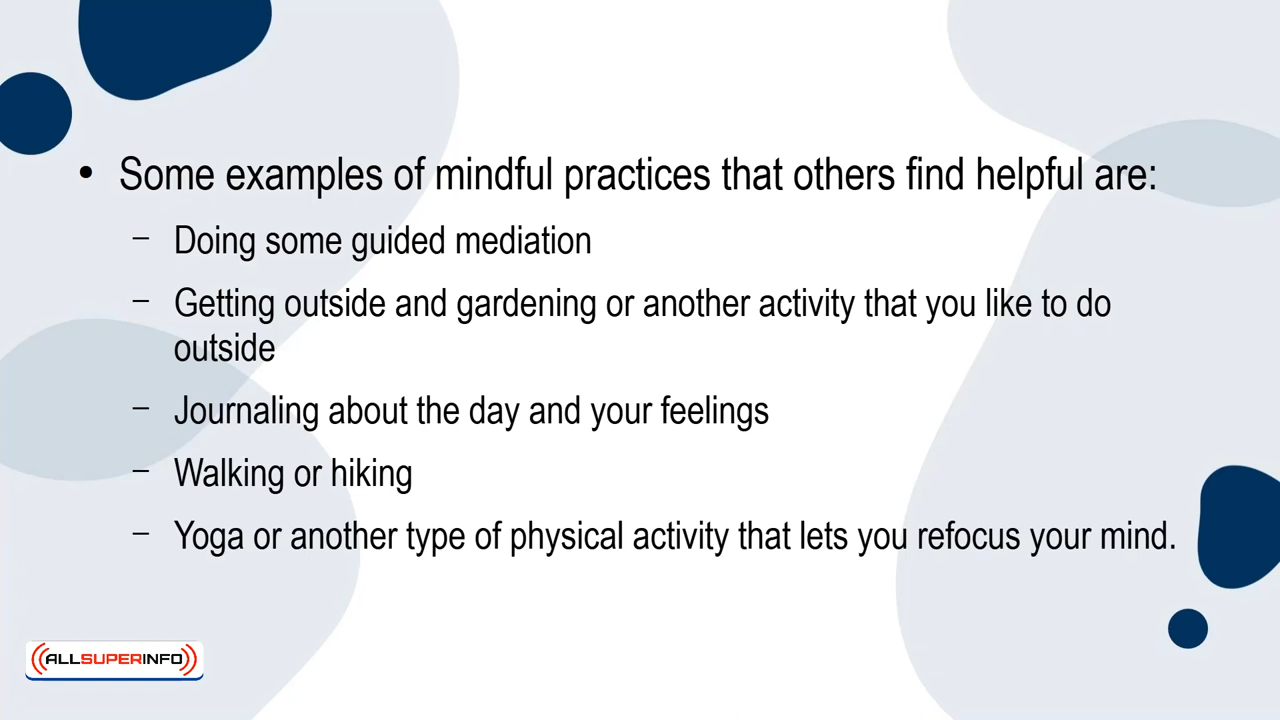 • Some examples of mindful practices that others find helpful are:
– Doing some guided mediation
– Getting outside and gardening or another activity that you like to do
outside
– Journaling about the day and your feelings
– Walking or hiking
– Yoga or another type of physical activity that lets you refocus your mind.
ALLSUPERINFO